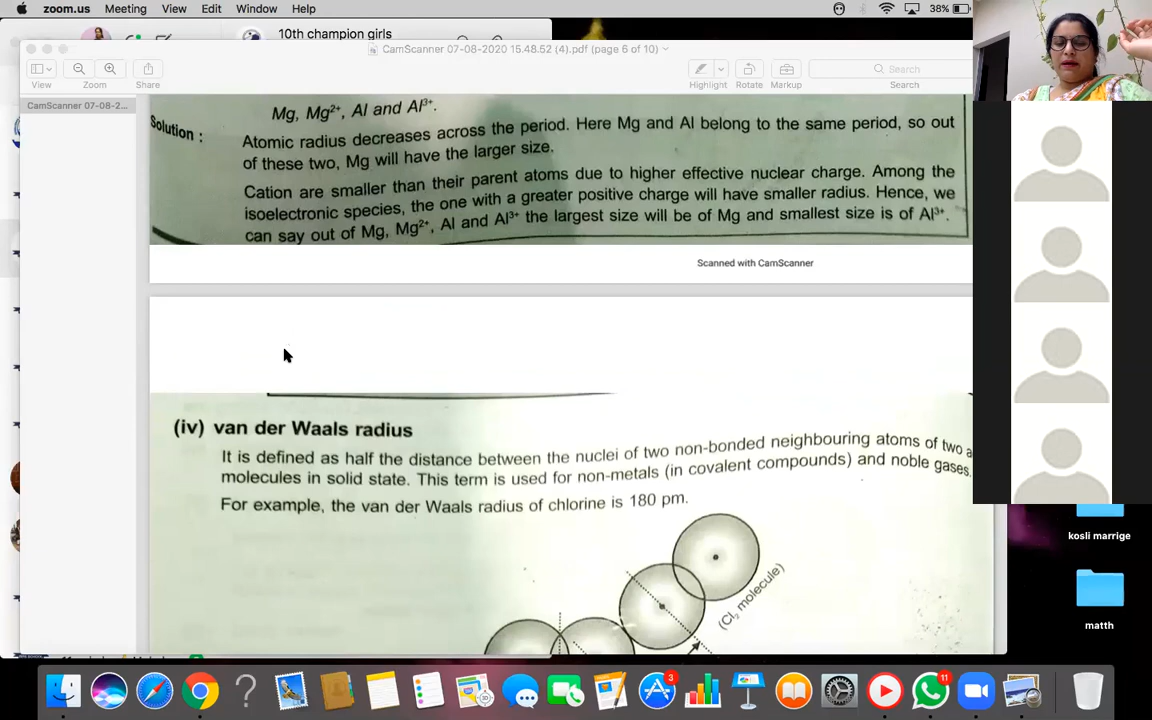 zoom.us Meeting View Edit Window Help 38%
10th champion girls
CamScanner 07-08-2020 15.48.52 (4).pdf (page 6 of 10)
View Zoom Share Highlight Rotate Markup Search
Search
CamScanner 07-08-2...
Mg, Mg²⁺, Al and Al³⁺.
Solution :
Atomic radius decreases across the period. Here Mg and Al belong to the same period, so out
of these two, Mg will have the larger size.
Cation are smaller than their parent atoms due to higher effective nuclear charge. Among the
isoelectronic species, the one with a greater positive charge will have smaller radius. Hence, we
can say out of Mg, Mg²⁺, Al and Al³⁺ the largest size will be of Mg and smallest size is of Al³⁺.
Scanned with CamScanner
(iv) van der Waals radius
It is defined as half the distance between the nuclei of two non-bonded neighbouring atoms of two
molecules in solid state. This term is used for non-metals (in covalent compounds) and noble gases.
For example, the van der Waals radius of chlorine is 180 pm.
(Cl₂ molecule)
kosli marrige
matth
3
11